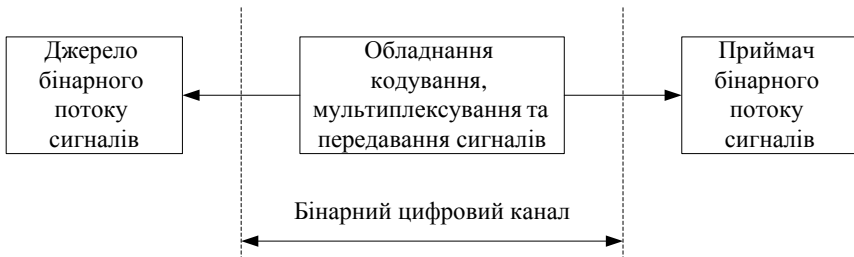 Джерело
бінарного
потоку
сигналів
Обладнання
кодування,
мультиплексування та
передавання сигналів
Приймач
бінарного
потоку
сигналів
Бінарний цифровий канал